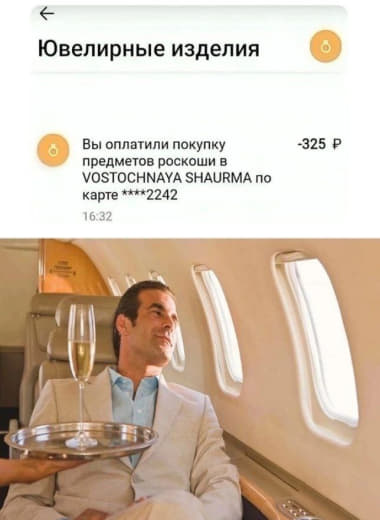 Ювелирные изделия
Вы оплатили покупку
-325 ₽
предметов роскоши в
VOSTOCHNAYA SHAURMA по
карте ****2242
16:32